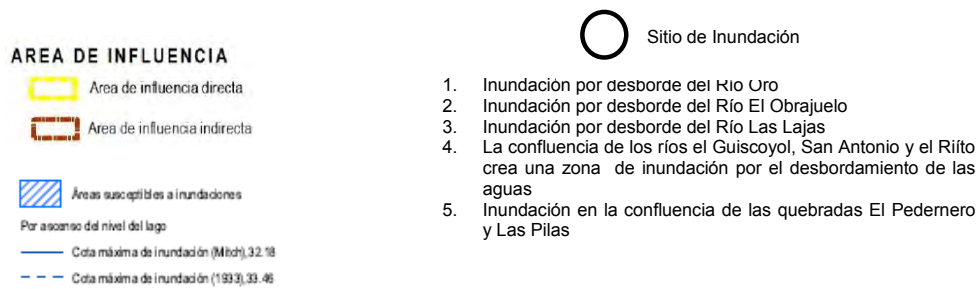 AREA DE INFLUENCIA
Area de influencia directa
Area de influencia indirecta
Áreas susceptibles a inundaciones
Por ascenso del nivel del lago
Cota máxima de inundación (Mitch),32.18
Cota máxima de inundación (1933),33.46
Sitio de Inundación
1. Inundación por desborde del Río Oro
2. Inundación por desborde del Río El Obrajuelo
3. Inundación por desborde del Río Las Lajas
4. La confluencia de los ríos el Guiscoyol, San Antonio y el Riíto
crea una zona de inundación por el desbordamiento de las
aguas
5. Inundación en la confluencia de las quebradas El Pedernero
y Las Pilas